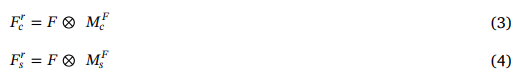 F_c^r = F ⊗ M_c^F (3)
F_s^r = F ⊗ M_s^F (4)